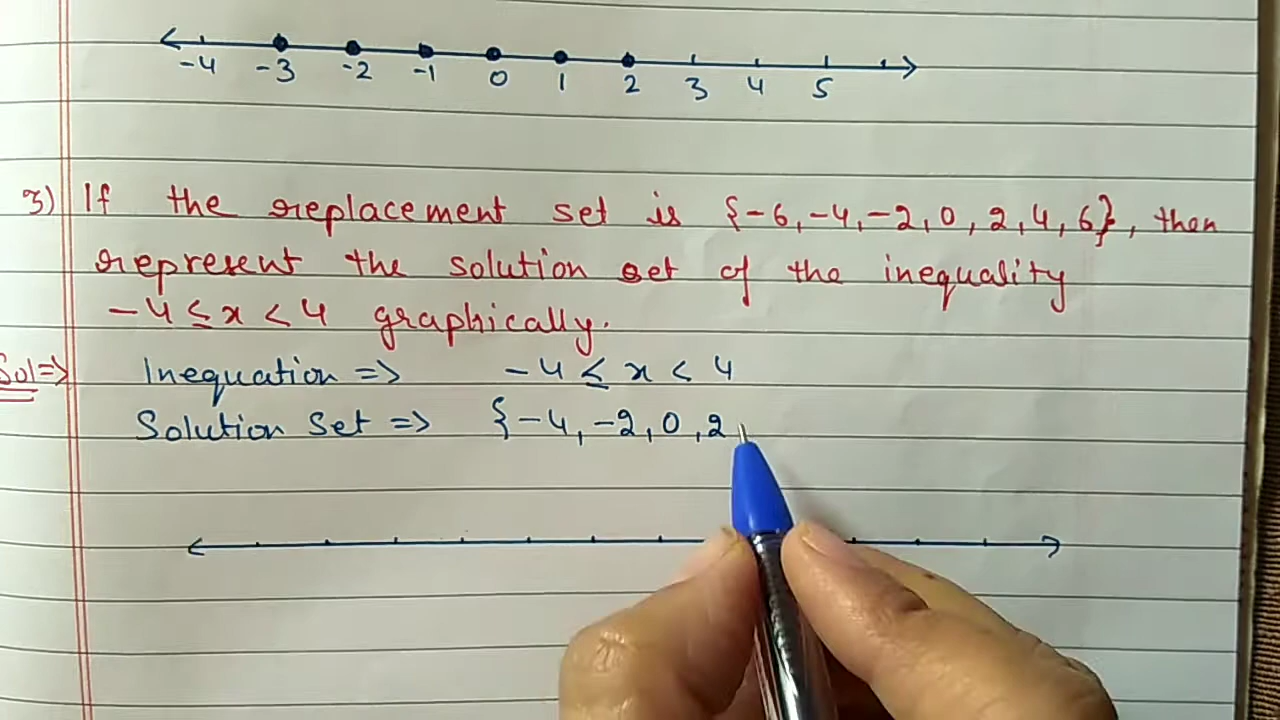 -4 -3 -2 -1 0 1 2 3 4 5
3) If the replacement set is {-6, -4, -2, 0, 2, 4, 6}, then
represent the solution set of the inequality
-4 ≤ x < 4 graphically.
Sol => Inequation => -4 ≤ x < 4
Solution Set => {-4, -2, 0, 2